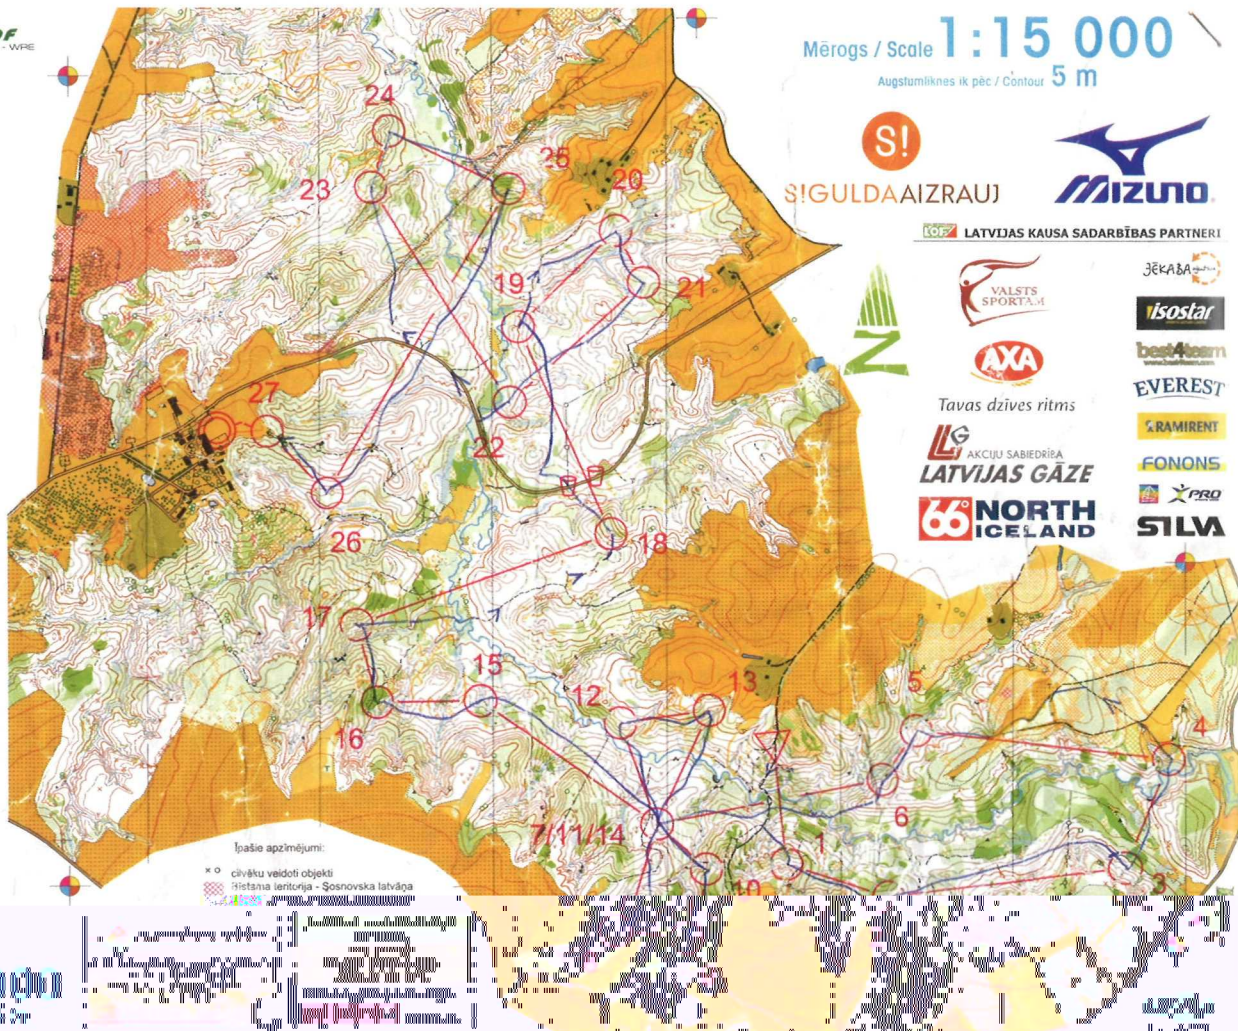 - WRE
Mērogs / Scale 1:15 000
Augstumlīknes ik pēc / Contour 5 m
S!
S!GULDAAIZRAUJ
MIZUNO
LOF LATVIJAS KAUSA SADARBĪBAS PARTNERI
VALSTS
SPORTAM
JĒKABA
isostar
best4team
AXA
EVEREST
Tavas dzīves ritms
RAMIRENT
LG AKCIJU SABIEDRĪBA
LATVIJAS GĀZE
FONONS
XPRO
66° NORTH
ICELAND
SILVA
24
25
23
20
19
21
27
22
26
18
17
15
12
13
5
16
4
6
7/11/14
1
3
10
Īpašie apzīmējumi:
× o cilvēku veidoti objekti
Bīstama teritorija - Sosnovska latvāņa